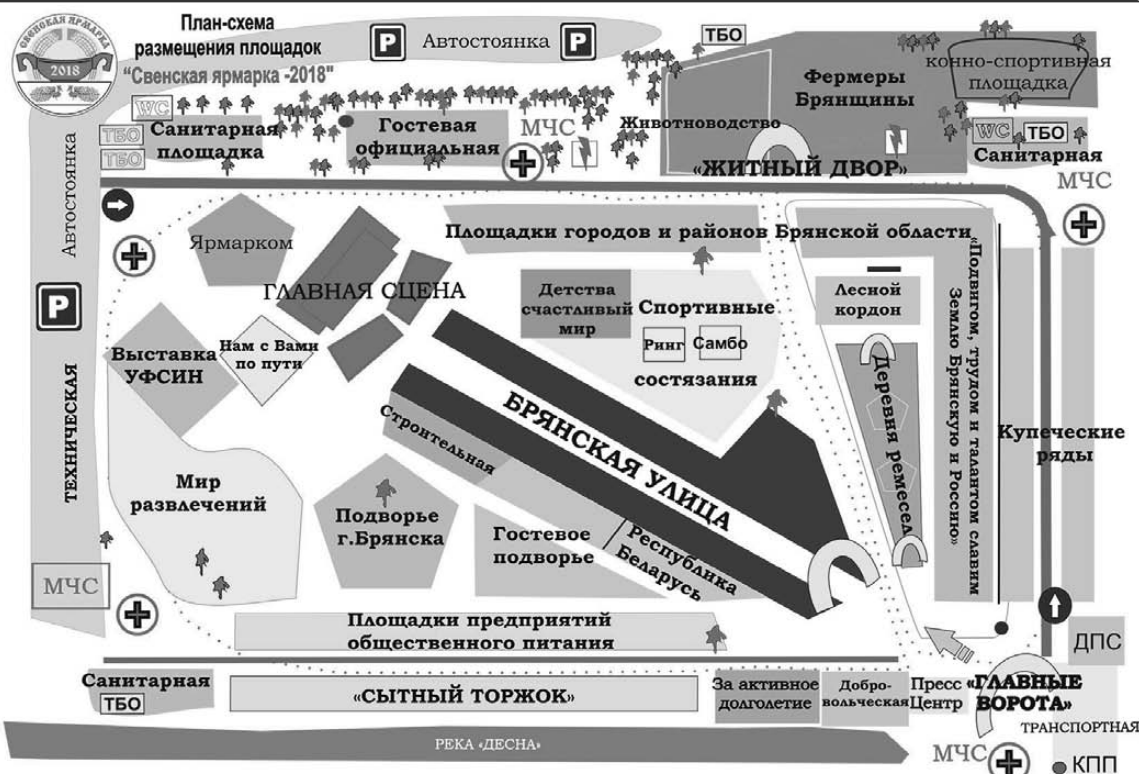 СВЕНСКАЯ ЯРМАРКА
2018
План-схема
размещения площадок
"Свенская ярмарка -2018"
P
Автостоянка
P
ТБО
Фермеры
Брянщины
конно-спортивная
площадка
WC
ТБО
ТБО
Санитарная
площадка
Гостевая
официальная
МЧС
Животноводство
«ЖИТНЫЙ ДВОР»
WC
ТБО
Санитарная
МЧС
Автостоянка
P
ТЕХНИЧЕСКАЯ
МЧС
Ярмарком
ГЛАВНАЯ СЦЕНА
Площадки городов и районов Брянской области
Детства
счастливый
мир
Спортивные
Ринг
Самбо
состязания
Лесной
кордон
Выставка
УФСИН
Нам с Вами
по пути
Строительная
БРЯНСКАЯ УЛИЦА
Деревня ремесел
«Подвигом, трудом и талантом славим
Землю Брянскую и Россию»
Купеческие
ряды
Мир
развлечений
Подворье
г.Брянска
Гостевое
подворье
Республика
Беларусь
Площадки предприятий
общественного питания
ДПС
Санитарная
ТБО
«СЫТНЫЙ ТОРЖОК»
За активное
долголетие
Добро-
вольческая
Пресс
Центр
«ГЛАВНЫЕ
ВОРОТА»
ТРАНСПОРТНАЯ
РЕКА «ДЕСНА»
МЧС
КПП